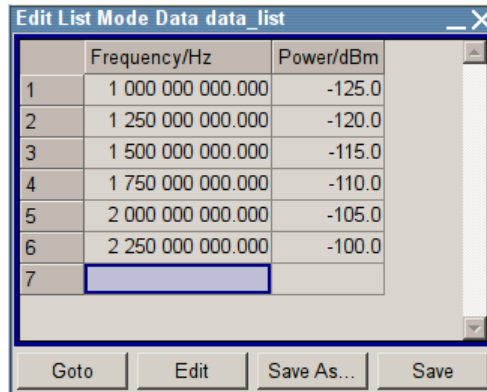 Edit List Mode Data data_list
Frequency/Hz Power/dBm
1 1 000 000 000.000 -125.0
2 1 250 000 000.000 -120.0
3 1 500 000 000.000 -115.0
4 1 750 000 000.000 -110.0
5 2 000 000 000.000 -105.0
6 2 250 000 000.000 -100.0
7
Goto Edit Save As... Save